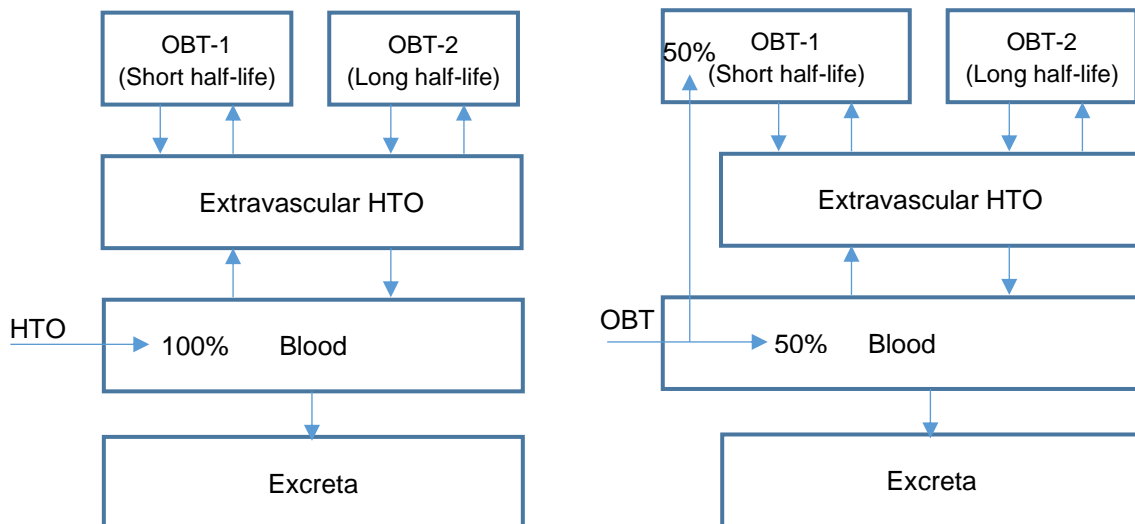 OBT-1
(Short half-life)
OBT-2
(Long half-life)
Extravascular HTO
HTO
100%
Blood
Excreta
50%
OBT-1
(Short half-life)
OBT-2
(Long half-life)
Extravascular HTO
OBT
50%
Blood
Excreta